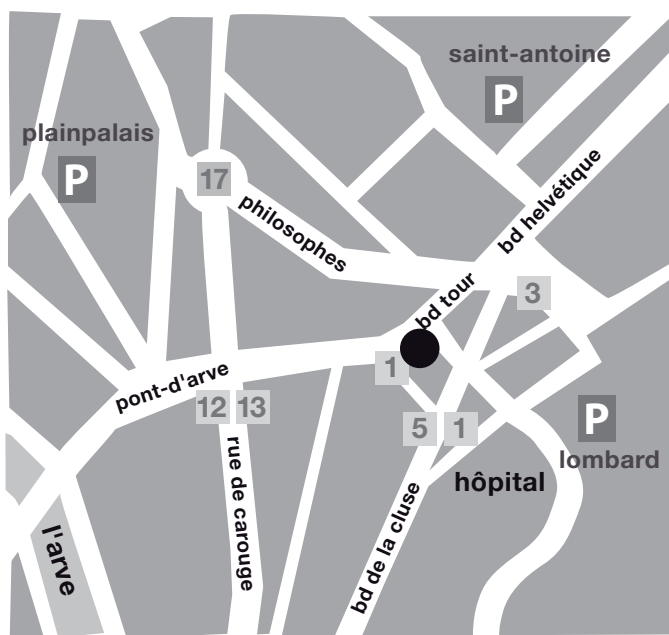 saint-antoine
P
plainpalais
P
17
philosophes
bd helvétique
bd tour
3
1
pont-d'arve
12 13
5 1
P
lombard
hôpital
rue de carouge
bd de la cluse
l'arve